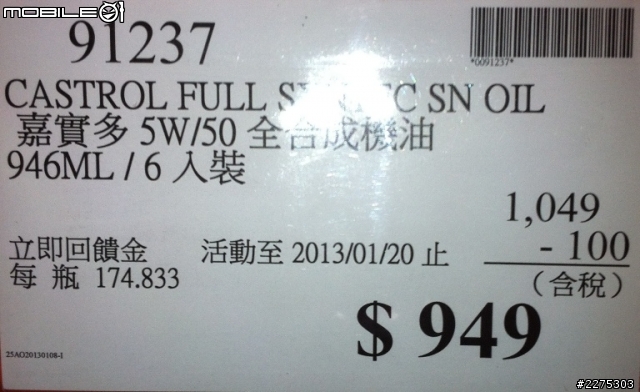 mobile01
91237
*0091237*
CASTROL FULL SN OIL
嘉實多 5W/50 全合成機油
946ML / 6 入裝
1,049
立即回饋金 活動至 2013/01/20 止 - 100
每 瓶 174.833 （含稅）
$ 949
25AO20130108-1
#2275303